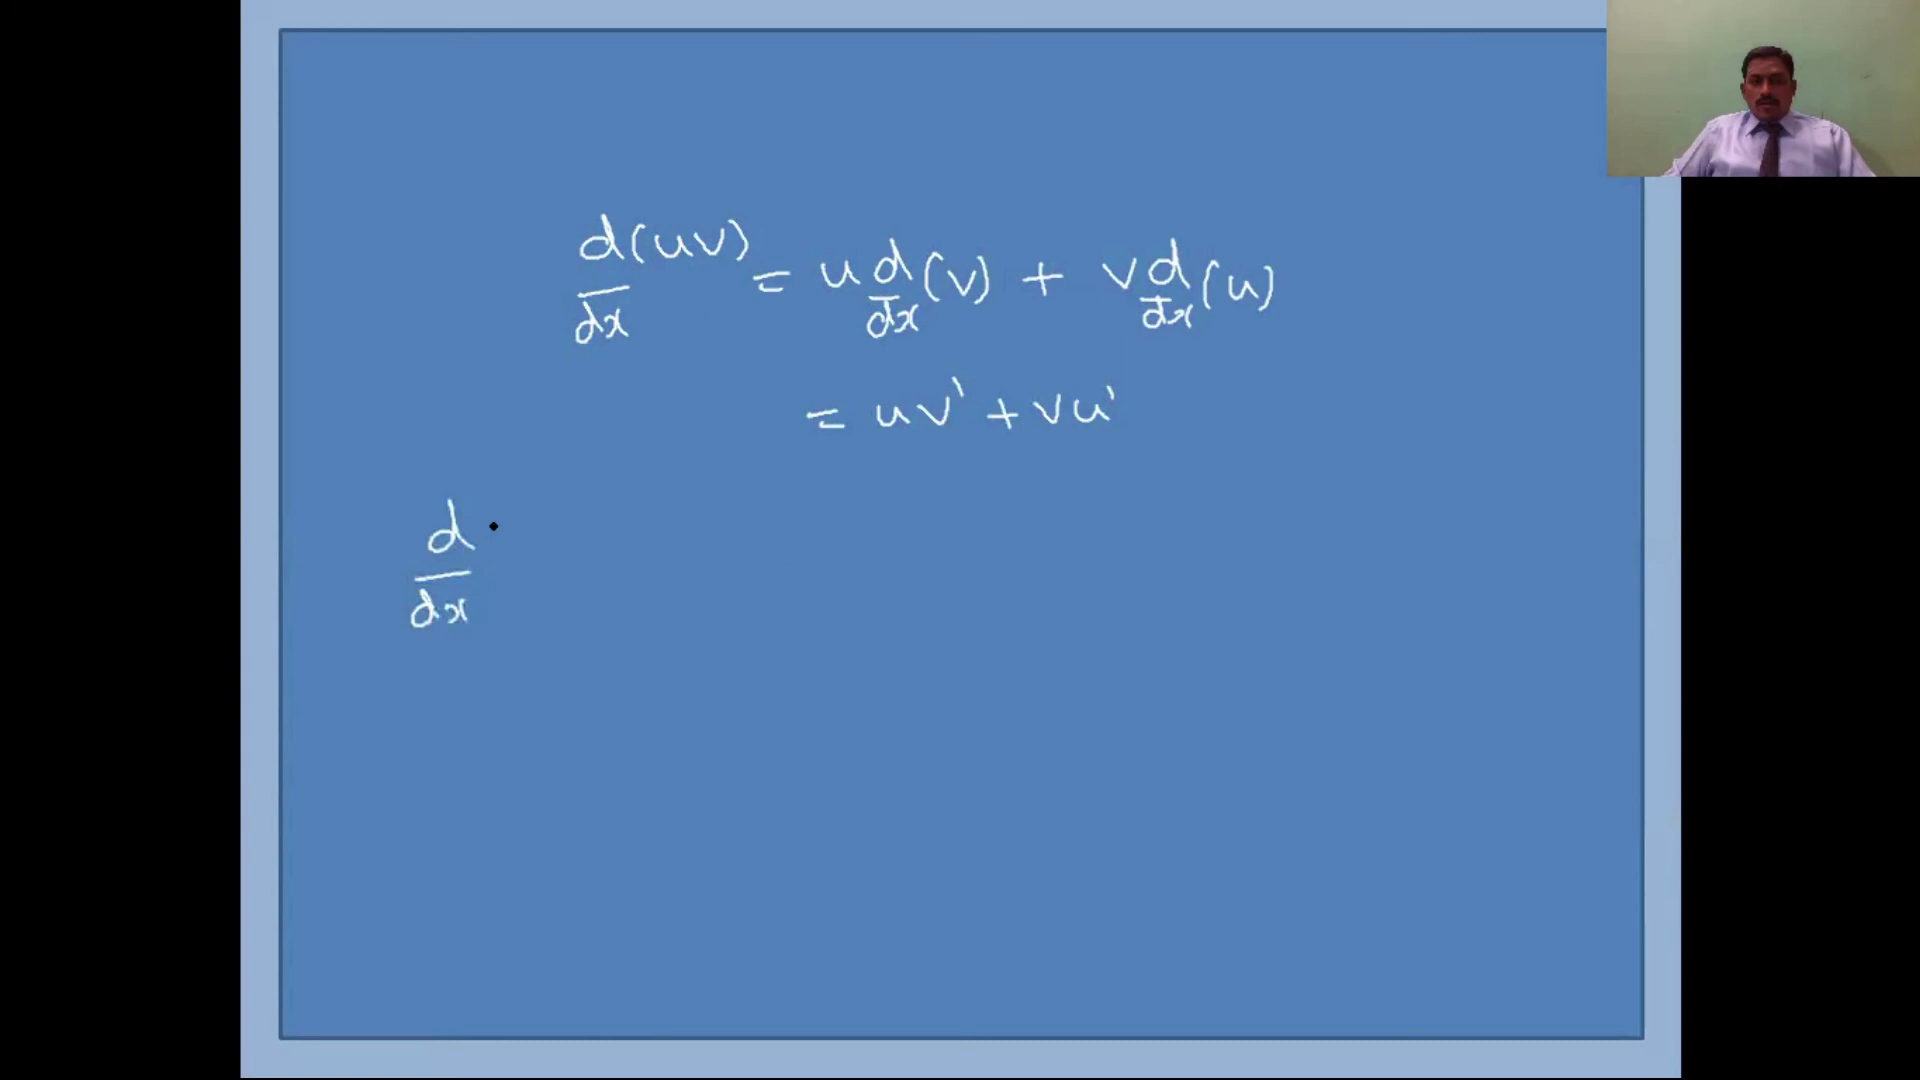 d(uv)/dx = u d/dx (v) + v d/dx (u)
= uv' + vu'
d/dx